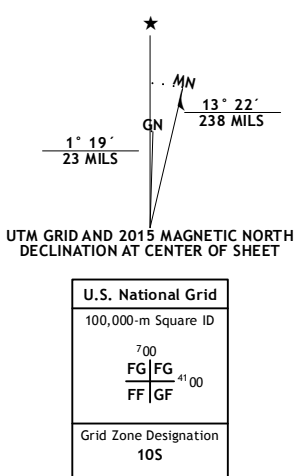 ★
MN
GN
13° 22´
238 MILS
1° 19´
23 MILS
UTM GRID AND 2015 MAGNETIC NORTH
DECLINATION AT CENTER OF SHEET
U.S. National Grid
100,000-m Square ID
700
FG FG
4100
FF GF
Grid Zone Designation
10S